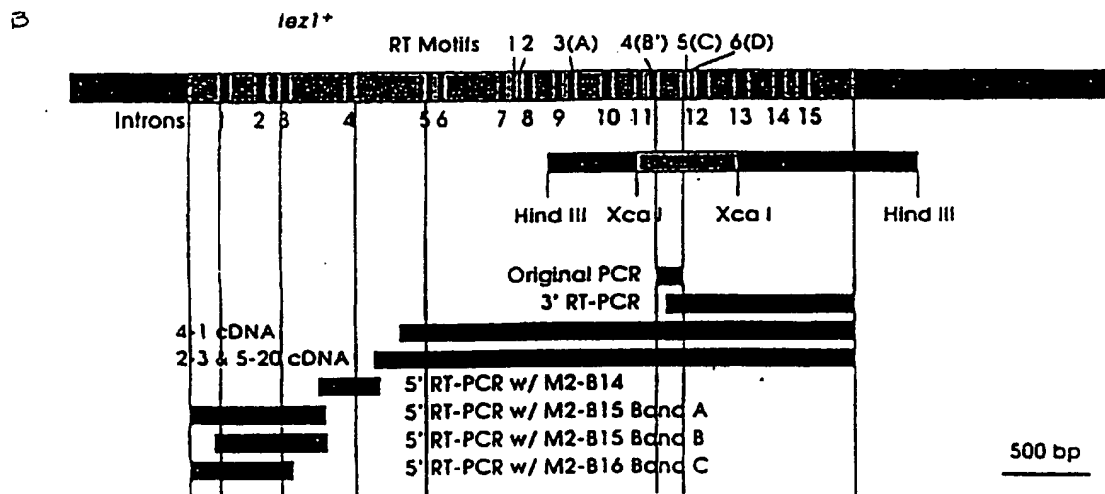 B
tez1+
RT Motifs 1 2 3(A) 4(B') 5(C) 6(D)
Introns 1 2 3 4 5 6 7 8 9 10 11 12 13 14 15
Hind III Xca I Xca I Hind III
Original PCR
3' RT-PCR
4-1 cDNA
2-3 & 5-20 cDNA
5' RT-PCR w/ M2-B14
5' RT-PCR w/ M2-B15 Band A
5' RT-PCR w/ M2-B15 Band B
5' RT-PCR w/ M2-B16 Band C
500 bp